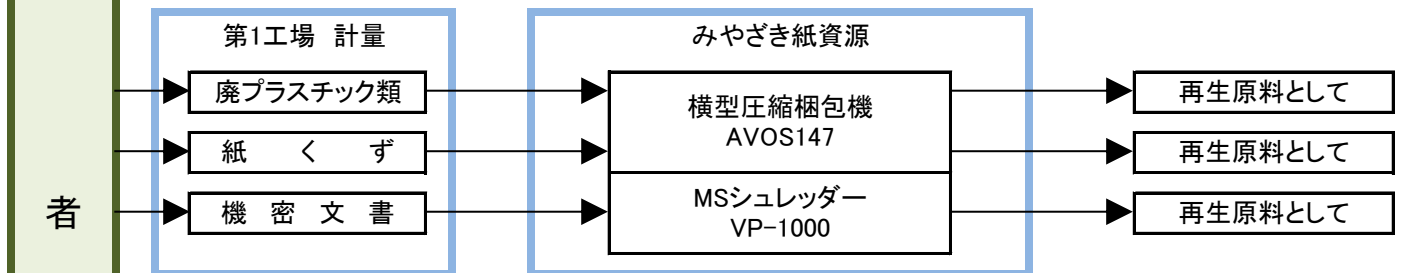 第1工場 計量
みやざき紙資源
廃プラスチック類
横型圧縮梱包機
AVOS147
再生原料として
紙 く ず
再生原料として
者
機 密 文 書
MSシュレッダー
VP-1000
再生原料として